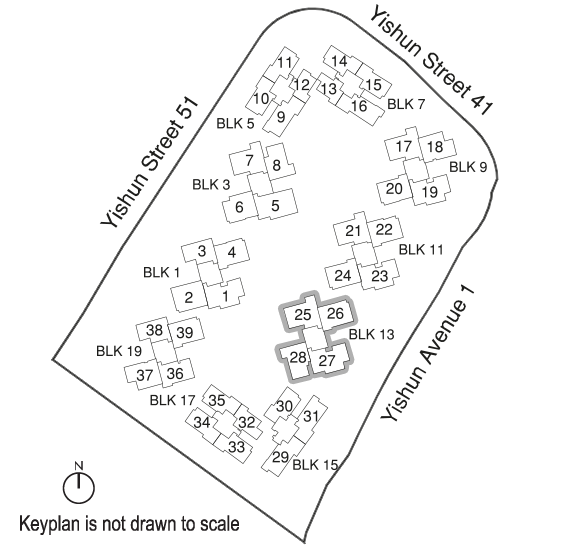 Yishun Street 41
Yishun Street 51
Yishun Avenue 1
11
12
10
9
BLK 5
14
15
13
16
BLK 7
7
8
BLK 3
6
5
17
18
BLK 9
20
19
3
4
BLK 1
2
1
21
22
BLK 11
24
23
25
26
BLK 13
28
27
38
39
BLK 19
37
36
BLK 17
35
34
32
33
30
31
29
BLK 15
N
Keyplan is not drawn to scale